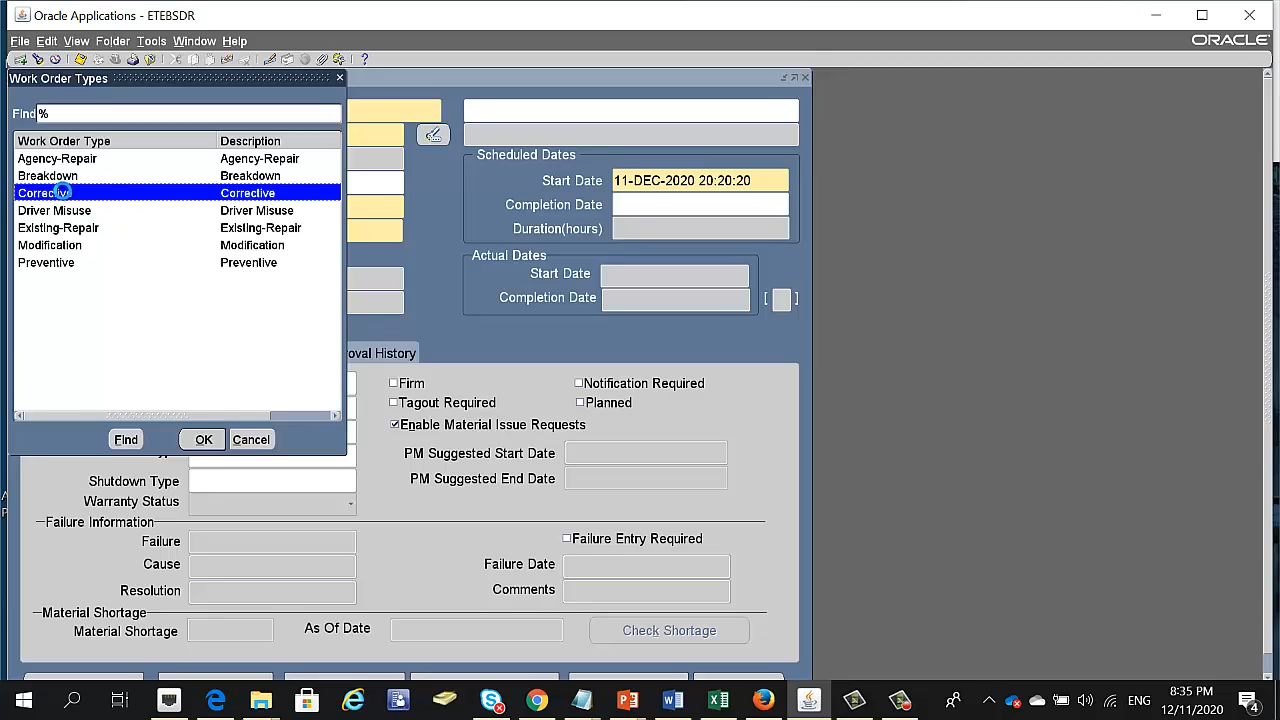 Oracle Applications - ETEBSDR
File Edit View Folder Tools Window Help
ORACLE
Work Order Types
Find %
Work Order Type Description
Agency-Repair Agency-Repair
Breakdown Breakdown
Corrective Corrective
Driver Misuse Driver Misuse
Existing-Repair Existing-Repair
Modification Modification
Preventive Preventive
Find OK Cancel
Scheduled Dates
Start Date 11-DEC-2020 20:20:20
Completion Date
Duration(hours)
Actual Dates
Start Date
Completion Date [ ]
oval History
Firm Notification Required
Tagout Required Planned
Enable Material Issue Requests
PM Suggested Start Date
Shutdown Type PM Suggested End Date
Warranty Status
Failure Information
Failure Failure Entry Required
Cause Failure Date
Resolution Comments
Material Shortage
Material Shortage As Of Date Check Shortage
ENG 8:35 PM
12/11/2020
4